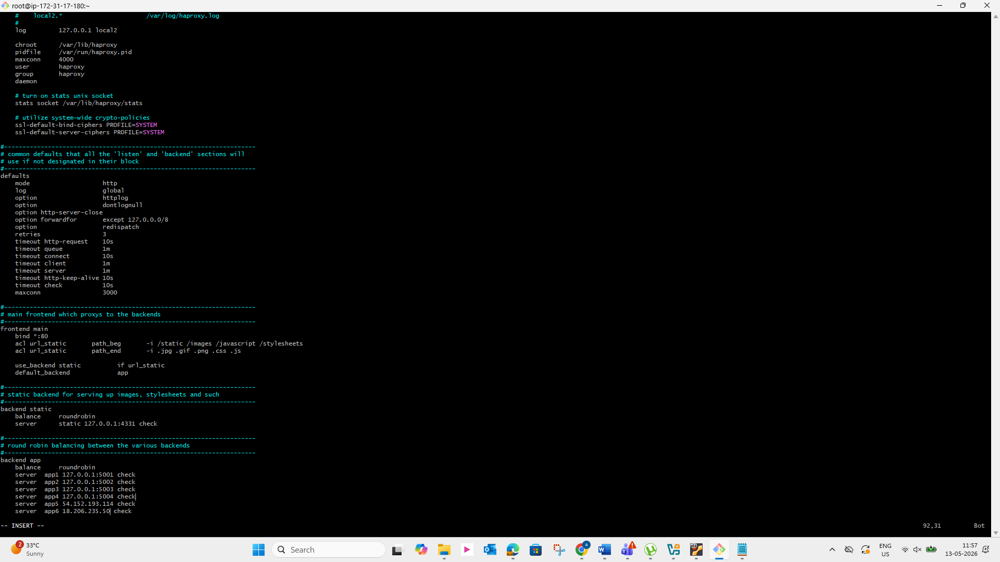 root@ip-172-31-17-180:~
#    local2.*                       /var/log/haproxy.log
#
log         127.0.0.1 local2
chroot      /var/lib/haproxy
pidfile     /var/run/haproxy.pid
maxconn     4000
user        haproxy
group       haproxy
daemon
# turn on stats unix socket
stats socket /var/lib/haproxy/stats
# utilize system-wide crypto-policies
ssl-default-bind-ciphers PROFILE=SYSTEM
ssl-default-server-ciphers PROFILE=SYSTEM
#---------------------------------------------------------------------
# common defaults that all the 'listen' and 'backend' sections will
# use if not designated in their block
#---------------------------------------------------------------------
defaults
mode                    http
log                     global
option                  httplog
option                  dontlognull
option http-server-close
option forwardfor       except 127.0.0.0/8
option                  redispatch
retries                 3
timeout http-request    10s
timeout queue           1m
timeout connect         10s
timeout client          1m
timeout server          1m
timeout http-keep-alive 10s
timeout check           10s
maxconn                 3000
#---------------------------------------------------------------------
# main frontend which proxys to the backends
#---------------------------------------------------------------------
frontend main
bind *:80
acl url_static       path_beg       -i /static /images /javascript /stylesheets
acl url_static       path_end       -i .jpg .gif .png .css .js
use_backend static          if url_static
default_backend             app
#---------------------------------------------------------------------
# static backend for serving up images, stylesheets and such
#---------------------------------------------------------------------
backend static
balance     roundrobin
server      static 127.0.0.1:4331 check
#---------------------------------------------------------------------
# round robin balancing between the various backends
#---------------------------------------------------------------------
backend app
balance     roundrobin
server  app1 127.0.0.1:5001 check
server  app2 127.0.0.1:5002 check
server  app3 127.0.0.1:5003 check
server  app4 127.0.0.1:5004 check
server  app5 54.152.193.114 check
server  app6 18.206.235.50 check
-- INSERT --                    92,31         Bot
2
33°C
Sunny
Search
a
ENG
US
11:57
13-05-2026